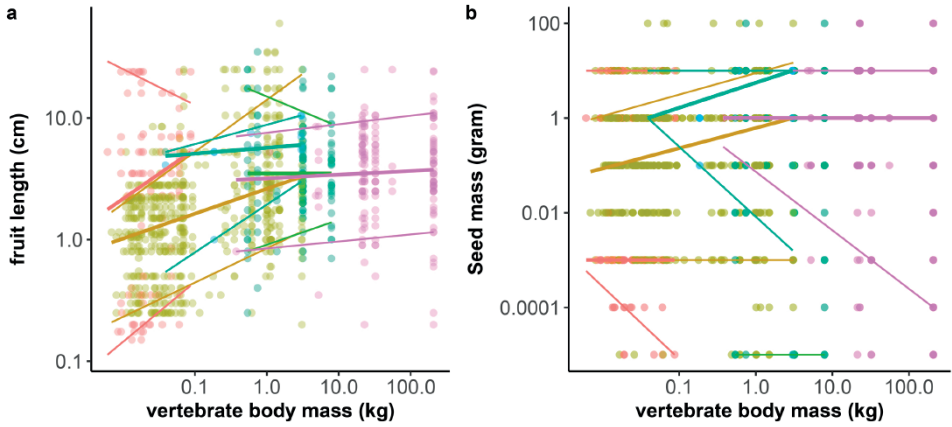 a
fruit length (cm)
10.0
1.0
0.1
0.1 1.0 10.0 100.0
vertebrate body mass (kg)
b
Seed mass (gram)
100
1
0.01
0.0001
0.1 1.0 10.0 100.0
vertebrate body mass (kg)